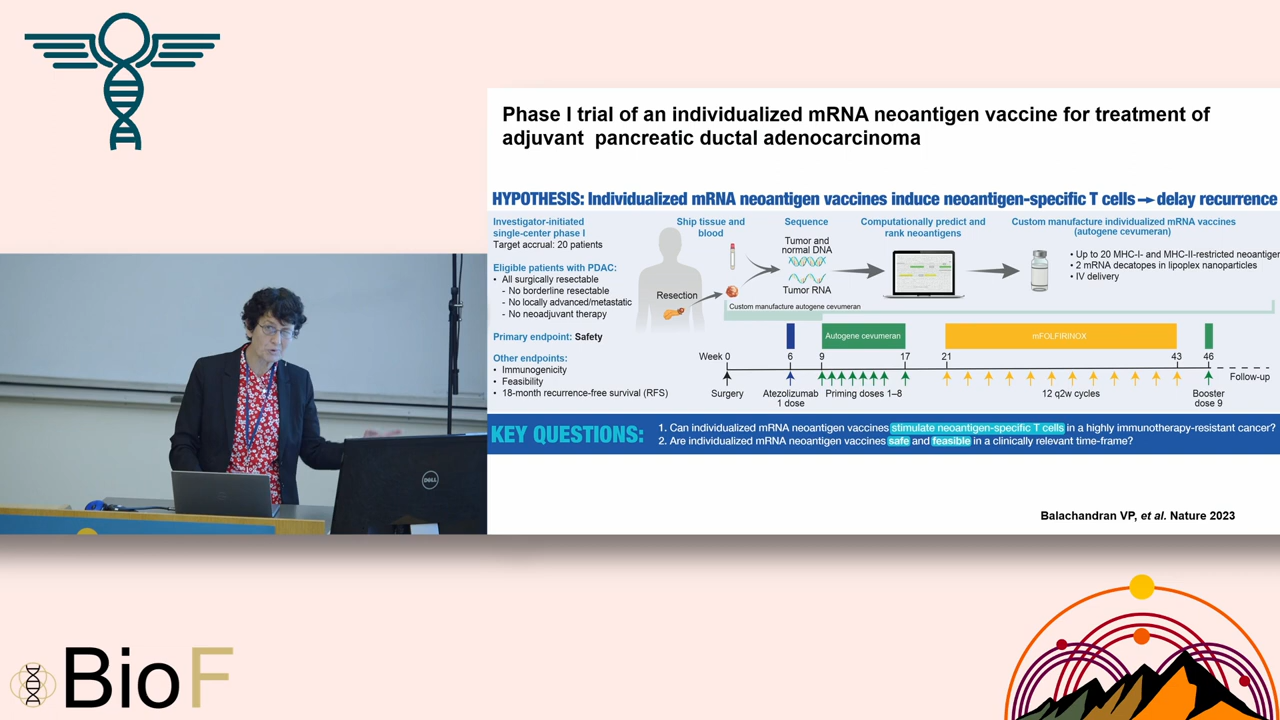 Phase I trial of an individualized mRNA neoantigen vaccine for treatment of
adjuvant pancreatic ductal adenocarcinoma
HYPOTHESIS: Individualized mRNA neoantigen vaccines induce neoantigen-specific T cells → delay recurrence
Investigator-initiated
single-center phase I
Target accrual: 20 patients
Eligible patients with PDAC:
• All surgically resectable
- No borderline resectable
- No locally advanced/metastatic
- No neoadjuvant therapy
Primary endpoint: Safety
Other endpoints:
• Immunogenicity
• Feasibility
• 18-month recurrence-free survival (RFS)
Ship tissue and
blood
Resection
Sequence
Tumor and
normal DNA
Tumor RNA
Computationally predict and
rank neoantigens
Custom manufacture individualized mRNA vaccines
(autogene cevumeran)
• Up to 20 MHC-I- and MHC-II-restricted neoantigen
• 2 mRNA decatopes in lipoplex nanoparticles
• IV delivery
Custom manufacture autogene cevumeran
Autogene cevumeran
mFOLFIRINOX
Week 0 6 9 17 21 43 46
Follow-up
Surgery
Atezolizumab
1 dose
Priming doses 1–8
12 q2w cycles
Booster
dose 9
KEY QUESTIONS:
1. Can individualized mRNA neoantigen vaccines stimulate neoantigen-specific T cells in a highly immunotherapy-resistant cancer?
2. Are individualized mRNA neoantigen vaccines safe and feasible in a clinically relevant time-frame?
Balachandran VP, et al. Nature 2023
DELL
BioF